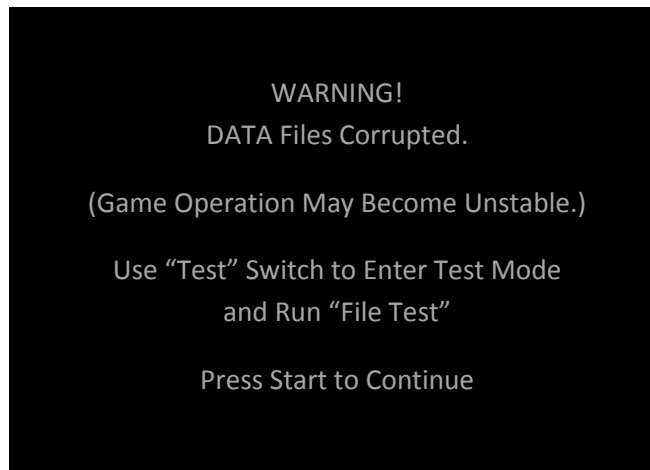 WARNING!
DATA Files Corrupted.
(Game Operation May Become Unstable.)
Use “Test” Switch to Enter Test Mode
and Run “File Test”
Press Start to Continue